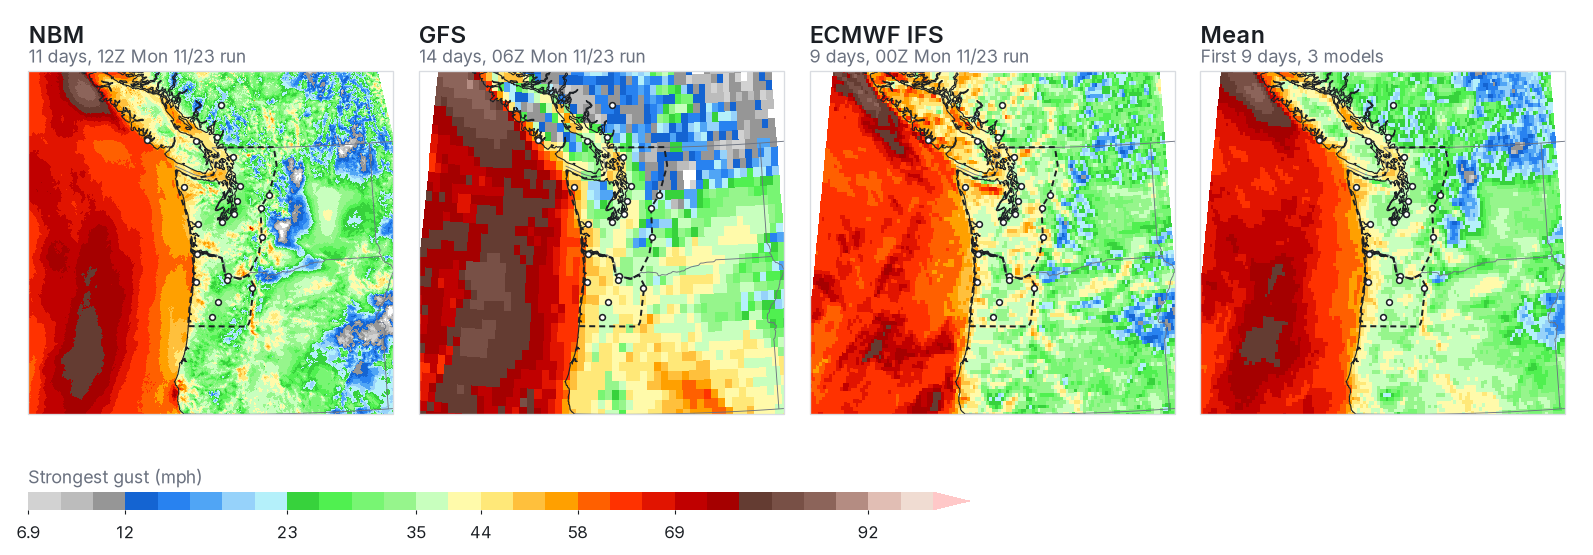 NBM
11 days, 12Z Mon 11/23 run
GFS
14 days, 06Z Mon 11/23 run
ECMWF IFS
9 days, 00Z Mon 11/23 run
Mean
First 9 days, 3 models
Strongest gust (mph)
6.9 12 23 35 44 58 69 92